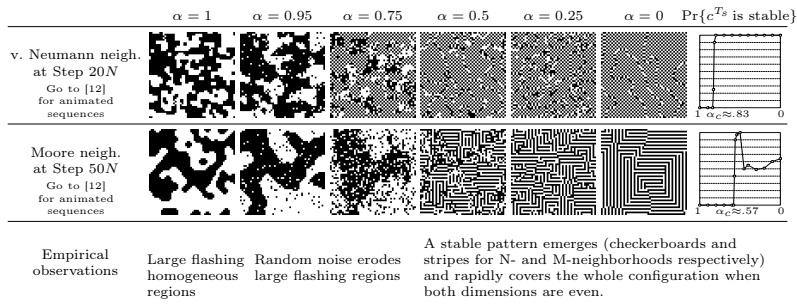 α = 1 α = 0.95 α = 0.75 α = 0.5 α = 0.25 α = 0 Pr{c^{T_s} is stable}
v. Neumann neigh.
at Step 20N
Go to [12]
for animated
sequences
1 α_c≈.83 0
Moore neigh.
at Step 50N
Go to [12]
for animated
sequences
1 α_c≈.57 0
Empirical
observations
Large flashing
homogeneous
regions
Random noise erodes
large flashing regions
A stable pattern emerges (checkerboards and
stripes for N- and M-neighborhoods respectively)
and rapidly covers the whole configuration when
both dimensions are even.